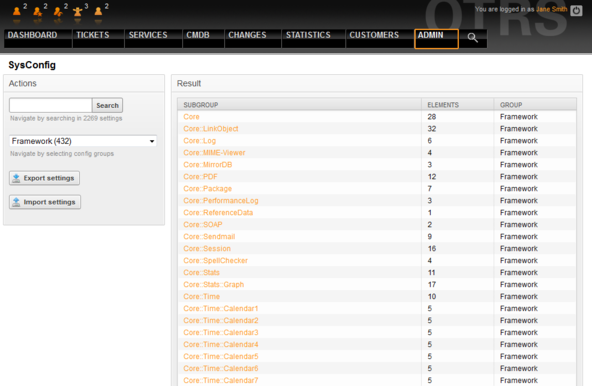 2 2 2 3 2
OTRS
You are logged in as Jane Smith
DASHBOARD TICKETS SERVICES CMDB CHANGES STATISTICS CUSTOMERS ADMIN
SysConfig
Actions
Search
Navigate by searching in 2269 settings
Framework (432)
Navigate by selecting config groups
Export settings
Import settings
Result
SUBGROUP ELEMENTS GROUP
Core 28 Framework
Core::LinkObject 32 Framework
Core::Log 6 Framework
Core::MIME-Viewer 4 Framework
Core::MirrorDB 3 Framework
Core::PDF 12 Framework
Core::Package 7 Framework
Core::PerformanceLog 3 Framework
Core::ReferenceData 1 Framework
Core::SOAP 2 Framework
Core::Sendmail 9 Framework
Core::Session 16 Framework
Core::SpellChecker 4 Framework
Core::Stats 11 Framework
Core::Stats::Graph 17 Framework
Core::Time 10 Framework
Core::Time::Calendar1 5 Framework
Core::Time::Calendar2 5 Framework
Core::Time::Calendar3 5 Framework
Core::Time::Calendar4 5 Framework
Core::Time::Calendar5 5 Framework
Core::Time::Calendar6 5 Framework
Core::Time::Calendar7 5 Framework